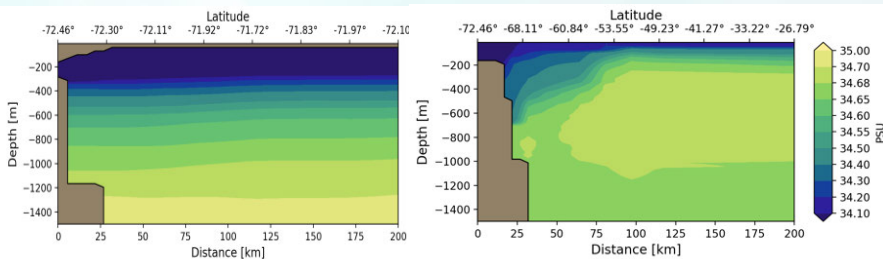 Latitude
-72.46° -72.30° -72.11° -71.92° -71.72° -71.83° -71.97° -72.10
Depth [m]
-200
-400
-600
-800
-1000
-1200
-1400
0 25 50 75 100 125 150 175 200
Distance [km]
Latitude
-72.46° -68.11° -60.84° -53.55° -49.23° -41.27° -33.22° -26.79°
Depth [m]
-200
-400
-600
-800
-1000
-1200
-1400
0 25 50 75 100 125 150 175 200
Distance [km]
35.00
34.70
34.68
34.65
34.60
34.55
34.50
34.40
34.30
34.20
34.10
PSU